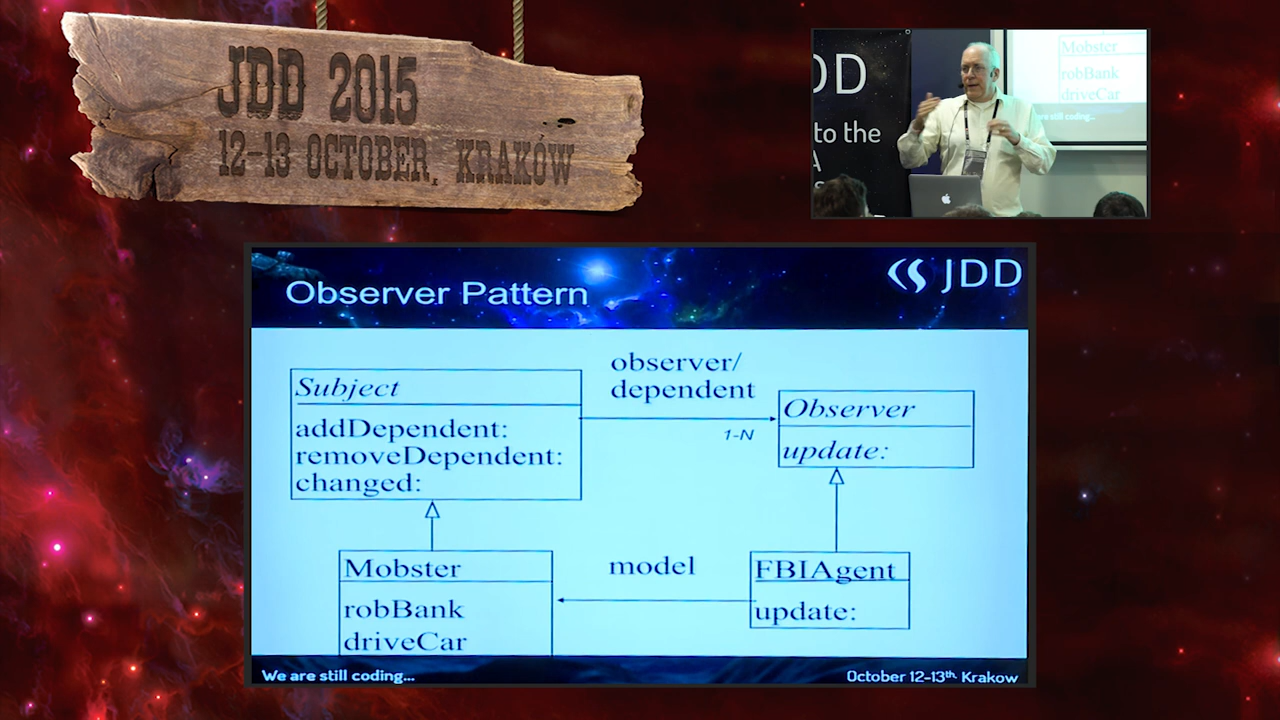 JDD 2015
12-13 OCTOBER, KRAKÓW
DD
to the
A
Mobster
robBank
driveCar
are still coding...
JDD
Observer Pattern
Subject
addDependent:
removeDependent:
changed:
observer/
dependent
1-N
Observer
update:
Mobster
robBank
driveCar
model
FBIAgent
update:
We are still coding...
October 12-13th. Krakow